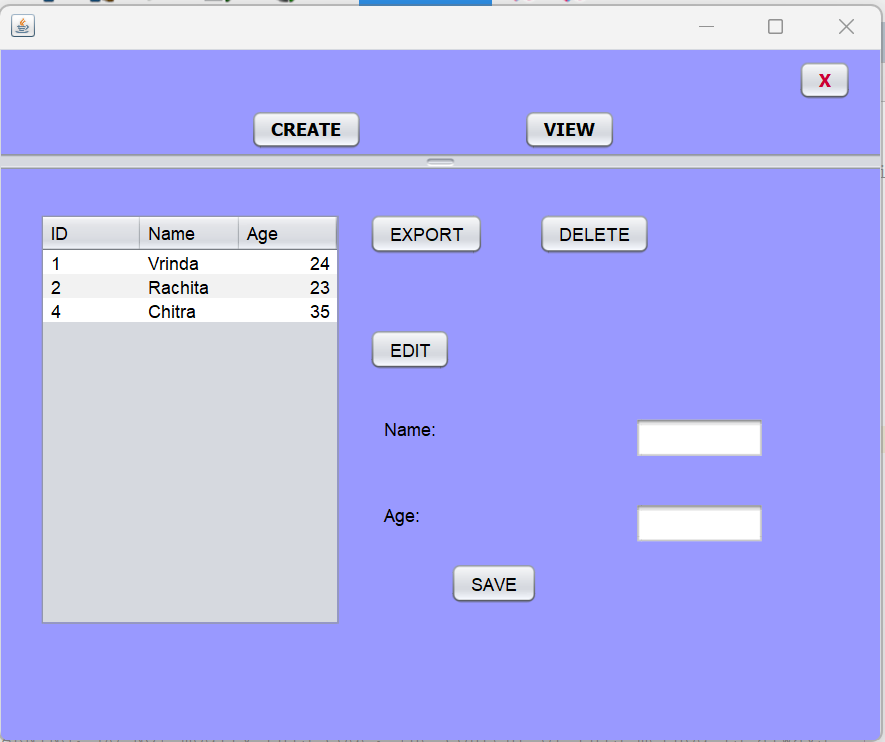 X
CREATE VIEW
ID Name Age
1 Vrinda 24
2 Rachita 23
4 Chitra 35
EXPORT DELETE
EDIT
Name:
Age:
SAVE